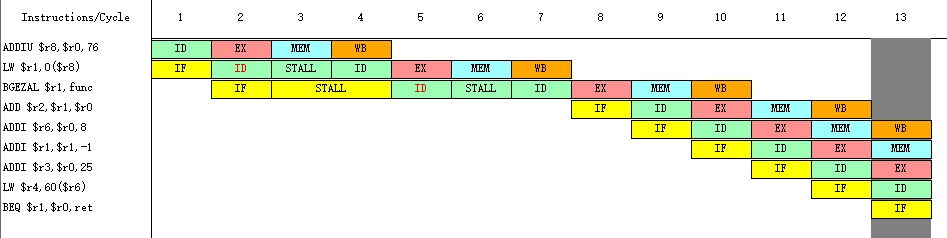 Instructions/Cycle 1 2 3 4 5 6 7 8 9 10 11 12 13
ADDIU $r8,$r0,76 ID EX MEM WB
LW $r1,0($r8) IF ID STALL ID EX MEM WB
BGEZAL $r1,func IF STALL ID STALL ID EX MEM WB
ADD $r2,$r1,$r0 IF ID EX MEM WB
ADDI $r6,$r0,8 IF ID EX MEM WB
ADDI $r1,$r1,-1 IF ID EX MEM
ADDI $r3,$r0,25 IF ID EX
LW $r4,60($r6) IF ID
BEQ $r1,$r0,ret IF